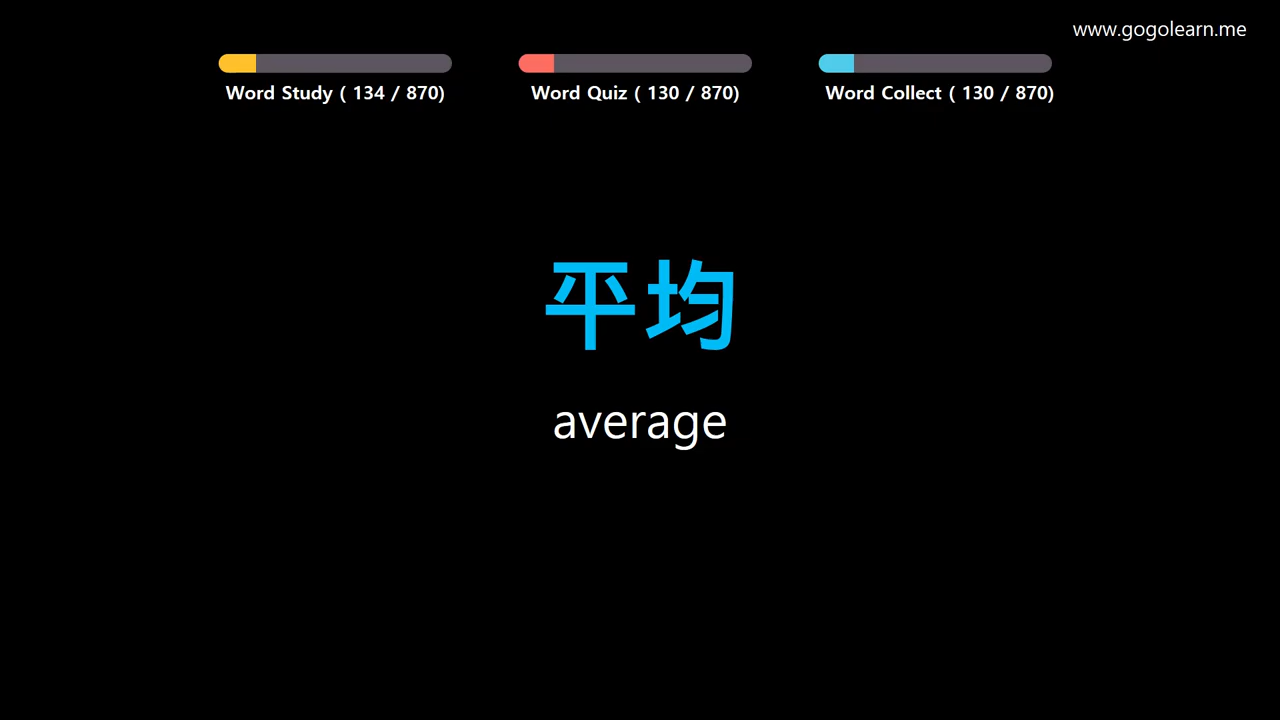 www.gogolearn.me
Word Study ( 134 / 870)
Word Quiz ( 130 / 870)
Word Collect ( 130 / 870)
平均
average